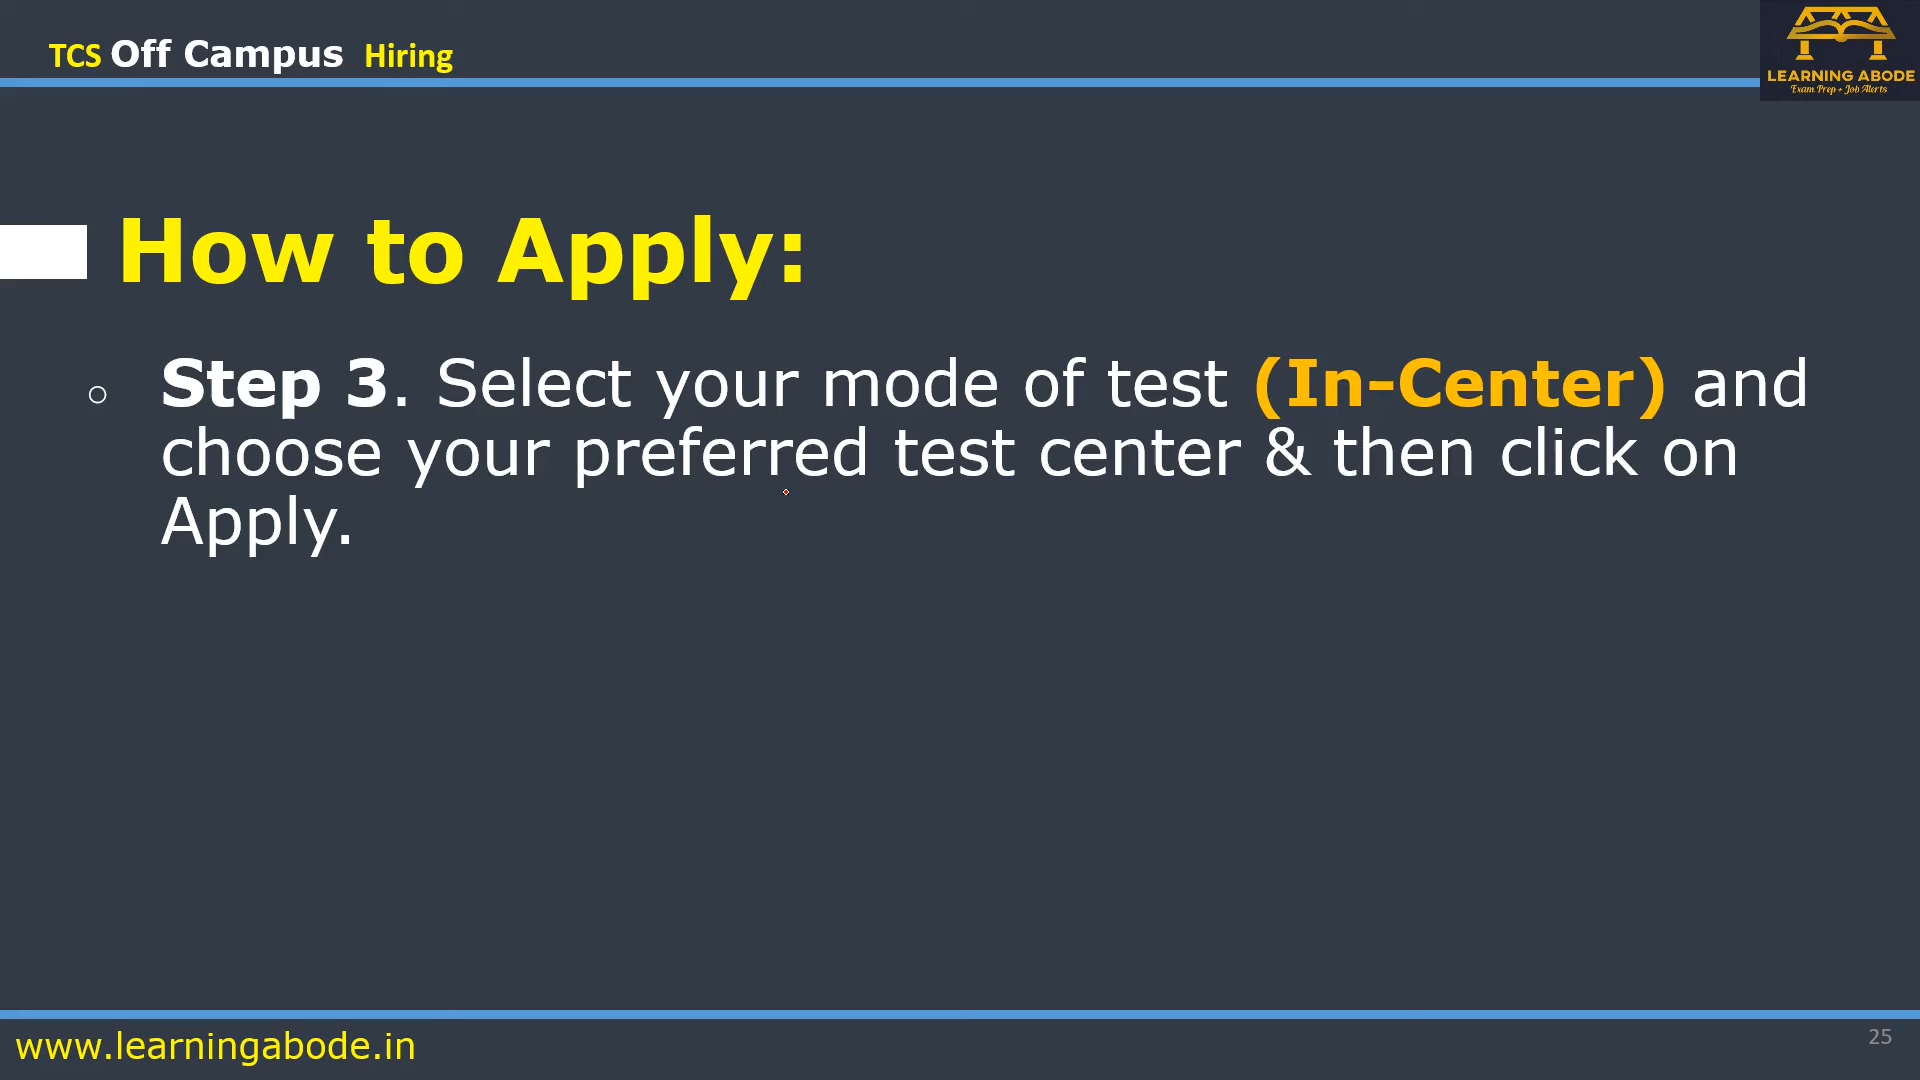 TCS Off Campus Hiring
LEARNING ABODE
Exam Prep + Job Alerts
How to Apply:
○ Step 3. Select your mode of test (In-Center) and
choose your preferred test center & then click on
Apply.
www.learningabode.in
25